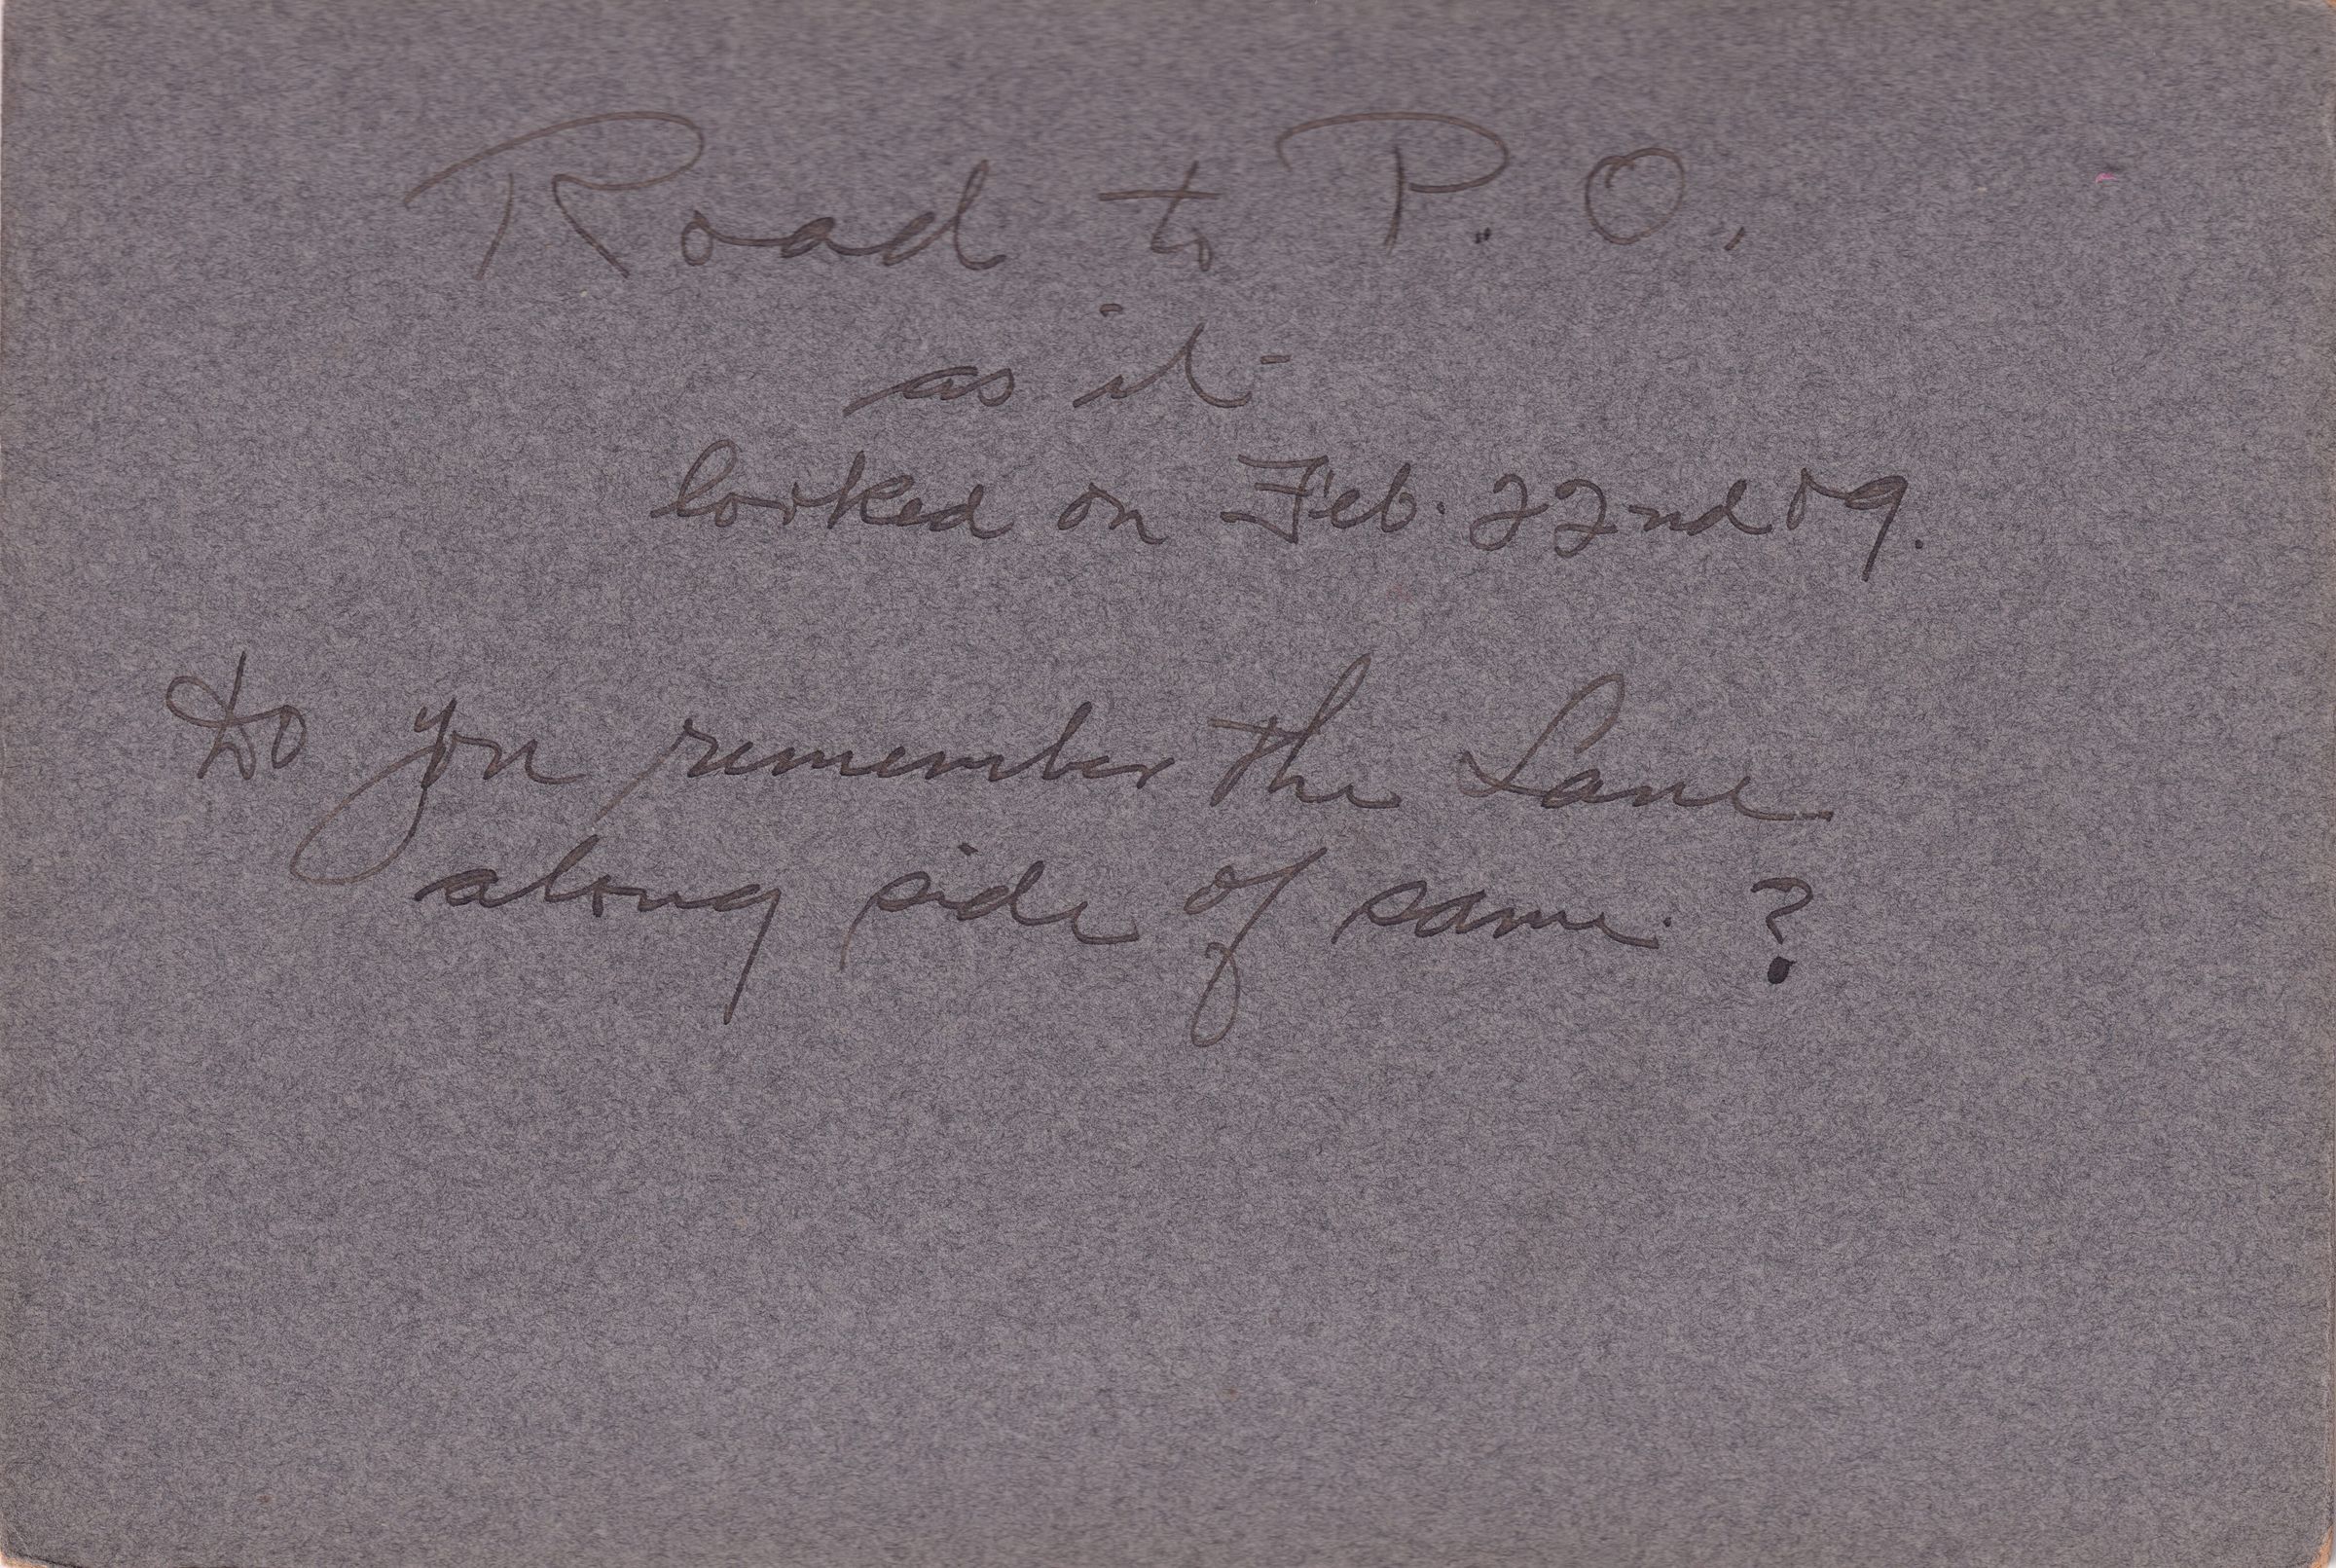 Road to P. O.,
as it
looked on Feb. 22nd 09.
Do you remember the Lane
along side of same. ?